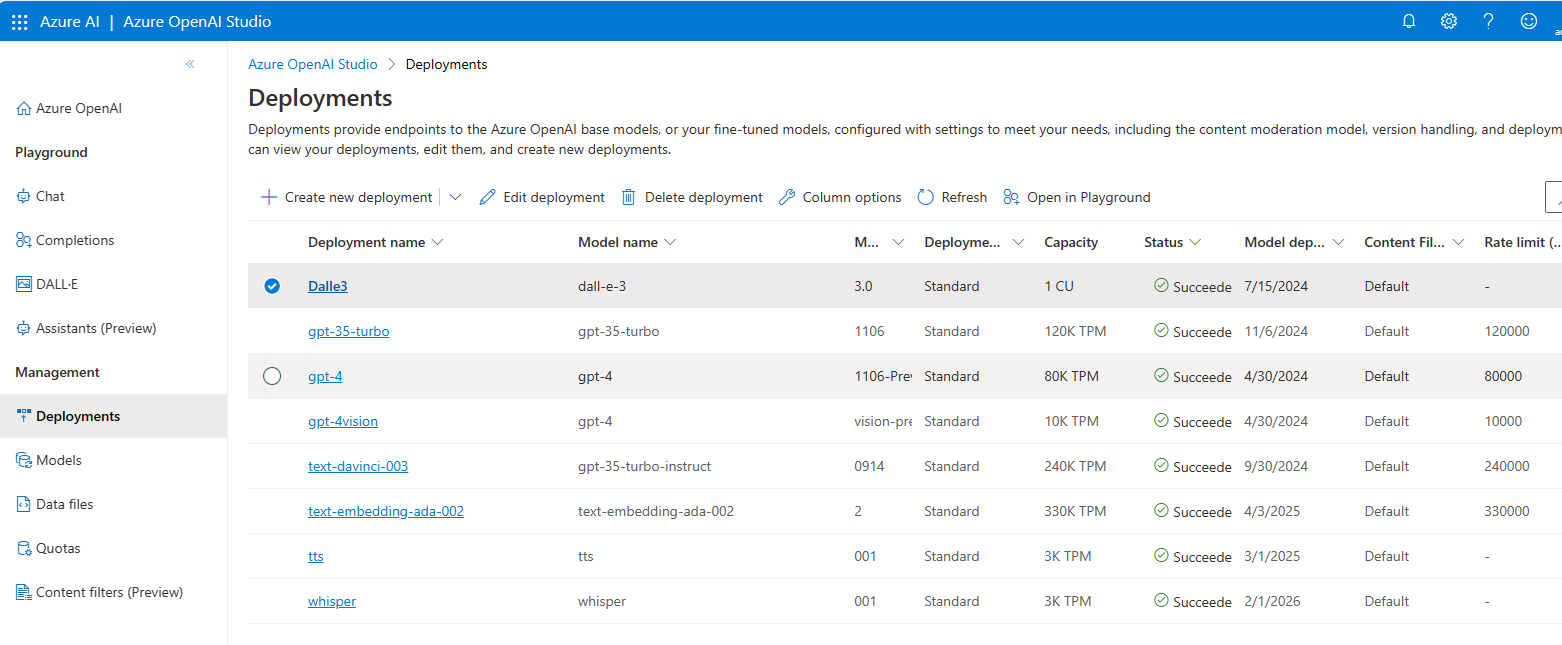 Azure AI | Azure OpenAI Studio
Azure OpenAI Studio > Deployments
Azure OpenAI
Playground
Chat
Completions
DALL·E
Assistants (Preview)
Management
Deployments
Models
Data files
Quotas
Content filters (Preview)
Deployments
Deployments provide endpoints to the Azure OpenAI base models, or your fine-tuned models, configured with settings to meet your needs, including the content moderation model, version handling, and deploym
can view your deployments, edit them, and create new deployments.
Create new deployment Edit deployment Delete deployment Column options Refresh Open in Playground
Deployment name Model name M... Deployme... Capacity Status Model dep... Content Fil... Rate limit (...
Dalle3 dall-e-3 3.0 Standard 1 CU Succeede 7/15/2024 Default -
gpt-35-turbo gpt-35-turbo 1106 Standard 120K TPM Succeede 11/6/2024 Default 120000
gpt-4 gpt-4 1106-Prev Standard 80K TPM Succeede 4/30/2024 Default 80000
gpt-4vision gpt-4 vision-pre Standard 10K TPM Succeede 4/30/2024 Default 10000
text-davinci-003 gpt-35-turbo-instruct 0914 Standard 240K TPM Succeede 9/30/2024 Default 240000
text-embedding-ada-002 text-embedding-ada-002 2 Standard 330K TPM Succeede 4/3/2025 Default 330000
tts tts 001 Standard 3K TPM Succeede 3/1/2025 Default -
whisper whisper 001 Standard 3K TPM Succeede 2/1/2026 Default -